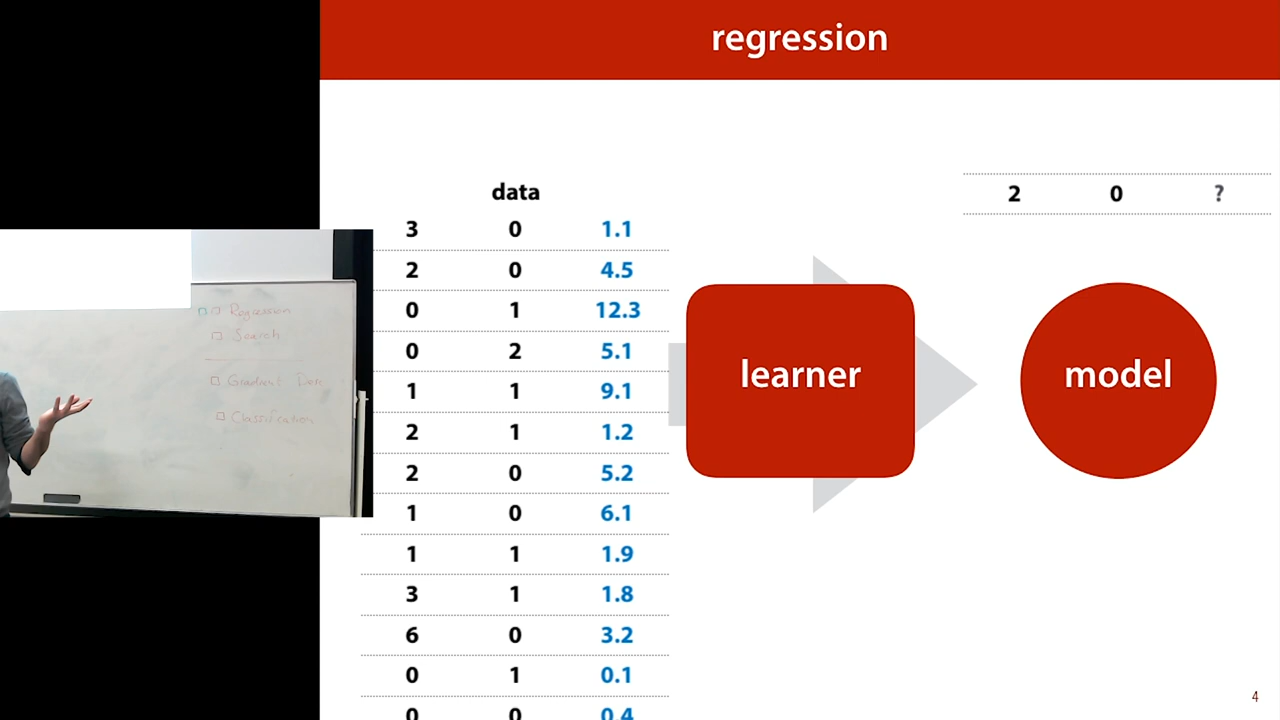 regression
data
3 0 1.1
2 0 4.5
0 1 12.3
0 2 5.1
1 1 9.1
2 1 1.2
2 0 5.2
1 0 6.1
1 1 1.9
3 1 1.8
6 0 3.2
0 1 0.1
0 0 0.4
learner
2 0 ?
model
Regression
Search
Gradient Desc
Classification
4